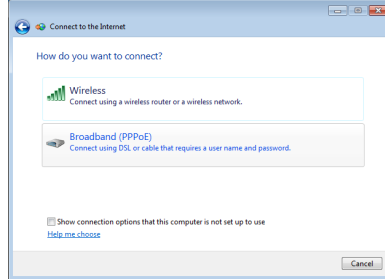 Connect to the Internet
How do you want to connect?
Wireless
Connect using a wireless router or a wireless network.
Broadband (PPPoE)
Connect using DSL or cable that requires a user name and password.
Show connection options that this computer is not set up to use
Help me choose
Cancel